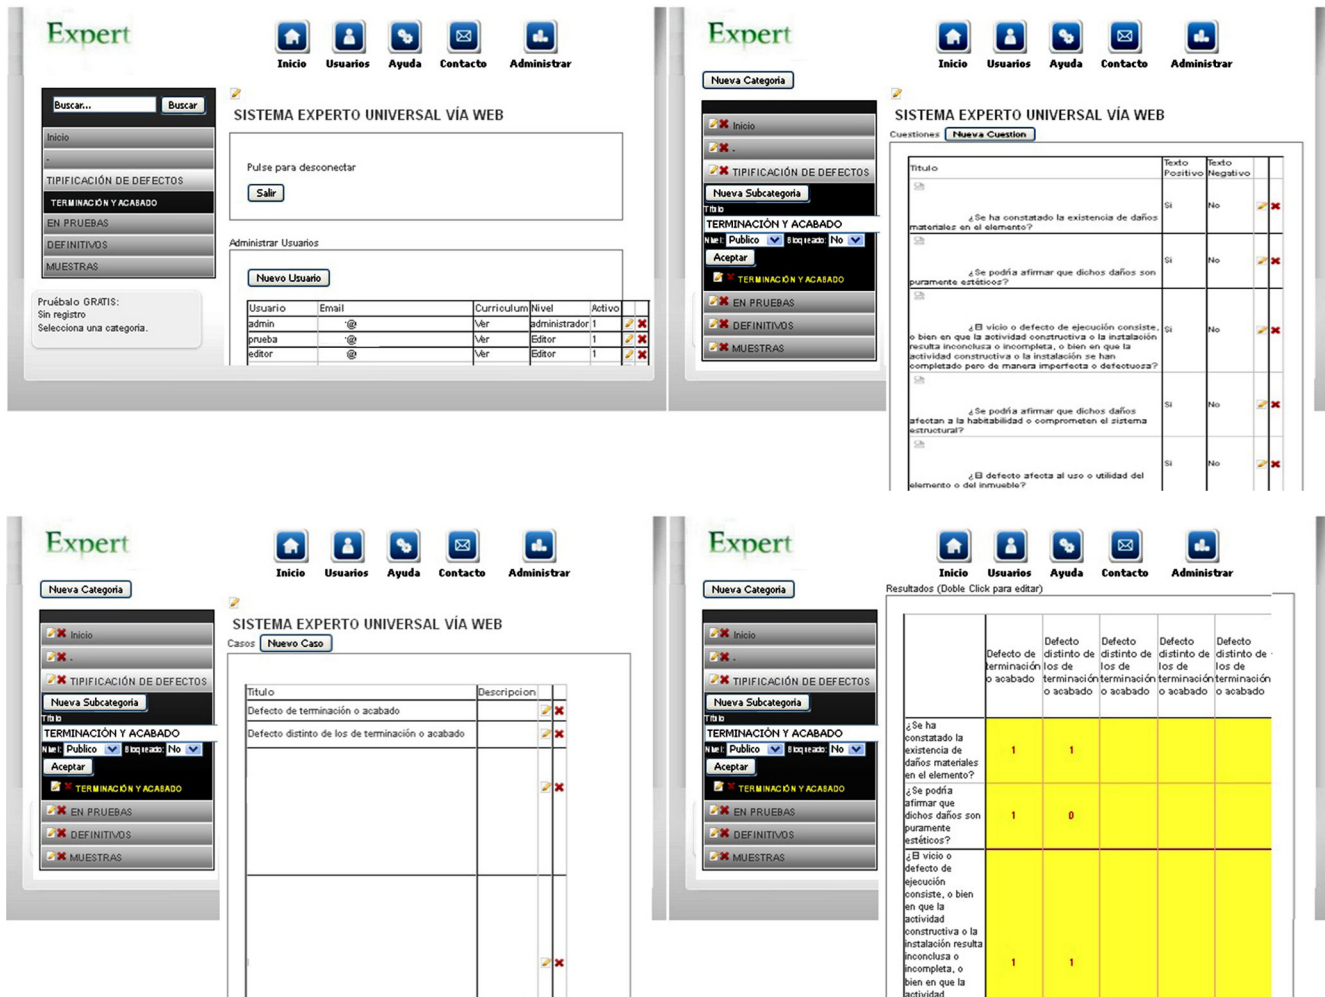 Expert
Inicio Usuarios Ayuda Contacto Administrar
Buscar... Buscar
Inicio
-
TIPIFICACIÓN DE DEFECTOS
TERMINACIÓN Y ACABADO
EN PRUEBAS
DEFINITIVOS
MUESTRAS
Pruébalo GRATIS:
Sin registro
Selecciona una categoria.
SISTEMA EXPERTO UNIVERSAL VÍA WEB
Pulse para desconectar
Salir
Administrar Usuarios
Nuevo Usuario
Usuario Email Curriculum Nivel Activo
admin @ Ver administrador 1
prueba @ Ver Editor 1
editor @ Ver Editor 1
Expert
Inicio Usuarios Ayuda Contacto Administrar
Nueva Categoria
Inicio
.
TIPIFICACIÓN DE DEFECTOS
Nueva Subcategoria
Titulo
TERMINACIÓN Y ACABADO
Nivel: Publico Bloqueado: No
Aceptar
TERMINACIÓN Y ACABADO
EN PRUEBAS
DEFINITIVOS
MUESTRAS
SISTEMA EXPERTO UNIVERSAL VÍA WEB
Cuestiones Nueva Cuestion
Titulo Texto Positivo Texto Negativo
¿Se ha constatado la existencia de daños
materiales en el elemento? Si No
¿Se podría afirmar que dichos daños son
puramente estéticos? Si No
¿El vicio o defecto de ejecución consiste,
o bien en que la actividad constructiva o la instalación
resulta inconclusa o incompleta, o bien en que la
actividad constructiva o la instalación se han
completado pero de manera imperfecta o defectuosa? Si No
¿Se podría afirmar que dichos daños
afectan a la habitabilidad o comprometen el sistema
estructural? Si No
¿El defecto afecta al uso o utilidad del
elemento o del inmueble? Si No
Expert
Inicio Usuarios Ayuda Contacto Administrar
Nueva Categoria
Inicio
.
TIPIFICACIÓN DE DEFECTOS
Nueva Subcategoria
Titulo
TERMINACIÓN Y ACABADO
Nivel: Publico Bloqueado: No
Aceptar
TERMINACIÓN Y ACABADO
EN PRUEBAS
DEFINITIVOS
MUESTRAS
SISTEMA EXPERTO UNIVERSAL VÍA WEB
Casos Nuevo Caso
Titulo Descripcion
Defecto de terminación o acabado
Defecto distinto de los de terminación o acabado
Expert
Inicio Usuarios Ayuda Contacto Administrar
Nueva Categoria
Inicio
.
TIPIFICACIÓN DE DEFECTOS
Nueva Subcategoria
Titulo
TERMINACIÓN Y ACABADO
Nivel: Publico Bloqueado: No
Aceptar
TERMINACIÓN Y ACABADO
EN PRUEBAS
DEFINITIVOS
MUESTRAS
Resultados (Doble Click para editar)
Defecto Defecto Defecto Defecto
Defecto de distinto de distinto de distinto de distinto de
terminación los de los de los de los de
o acabado terminación terminación terminación terminación
o acabado o acabado o acabado o acabado
¿Se ha
constatado la
existencia de 1 1
daños materiales
en el elemento?
¿Se podría
afirmar que
dichos daños son 1 0
puramente
estéticos?
¿El vicio o
defecto de
ejecución
consiste, o bien
en que la
actividad
constructiva o la
instalación resulta
inconclusa o 1 1
incompleta, o
bien en que la
actividad